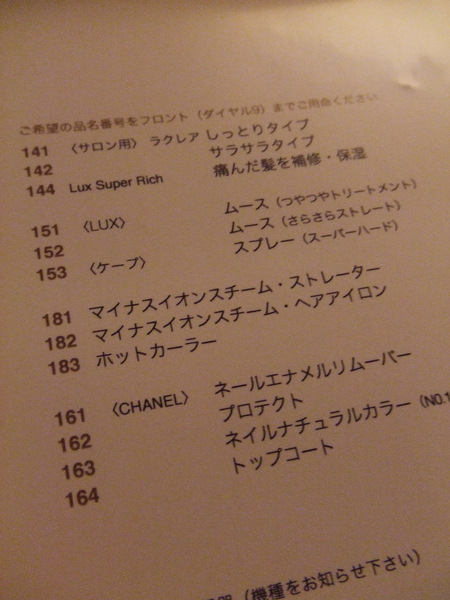 ご希望の品名番号をフロント（ダイヤル9）までご用命ください
141 〈サロン用〉 ラクレア しっとりタイプ
142 サラサラタイプ
144 Lux Super Rich 痛んだ髪を補修・保湿
151 〈LUX〉 ムース（つやつやトリートメント）
152 ムース（さらさらストレート）
153 〈ケープ〉 スプレー（スーパーハード）
181 マイナスイオンスチーム・ストレーター
182 マイナスイオンスチーム・ヘアアイロン
183 ホットカーラー
161 〈CHANEL〉 ネールエナメルリムーバー
162 プロテクト
163 ネイルナチュラルカラー（NO.1
164 トップコート
（機種をお知らせ下さい）